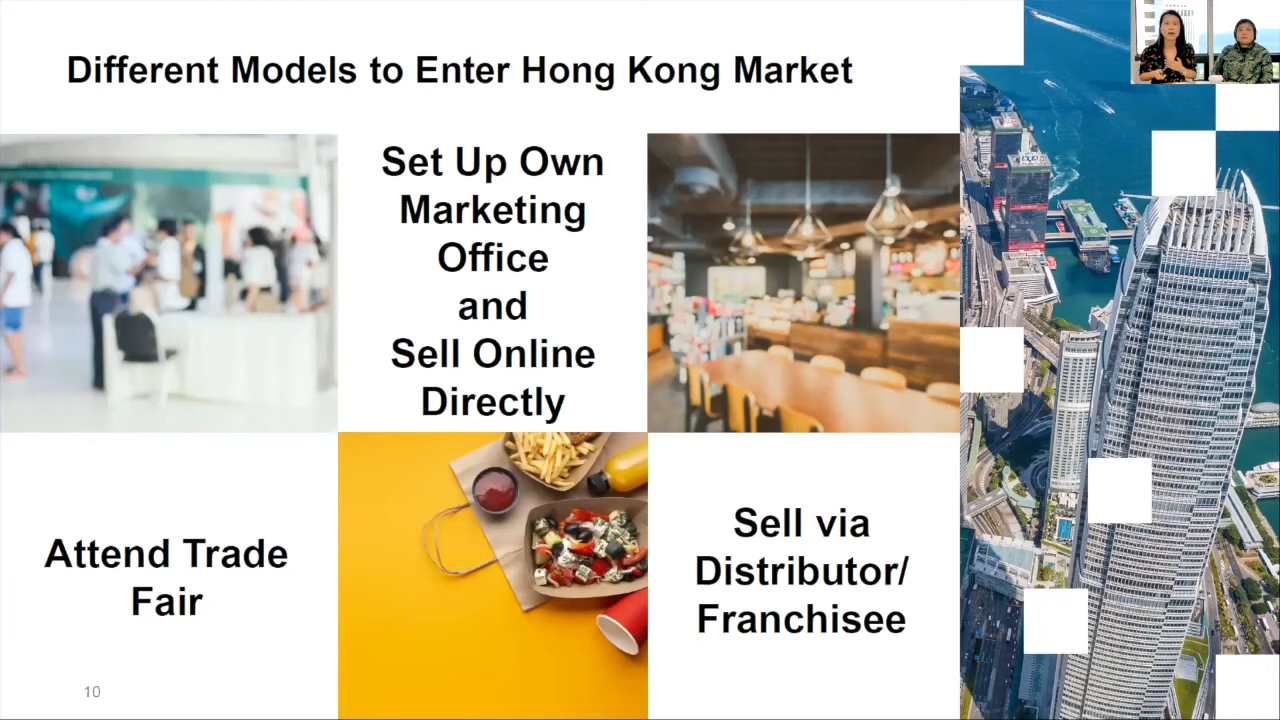 Different Models to Enter Hong Kong Market
Set Up Own
Marketing
Office
and
Sell Online
Directly
Attend Trade
Fair
Sell via
Distributor/
Franchisee
10